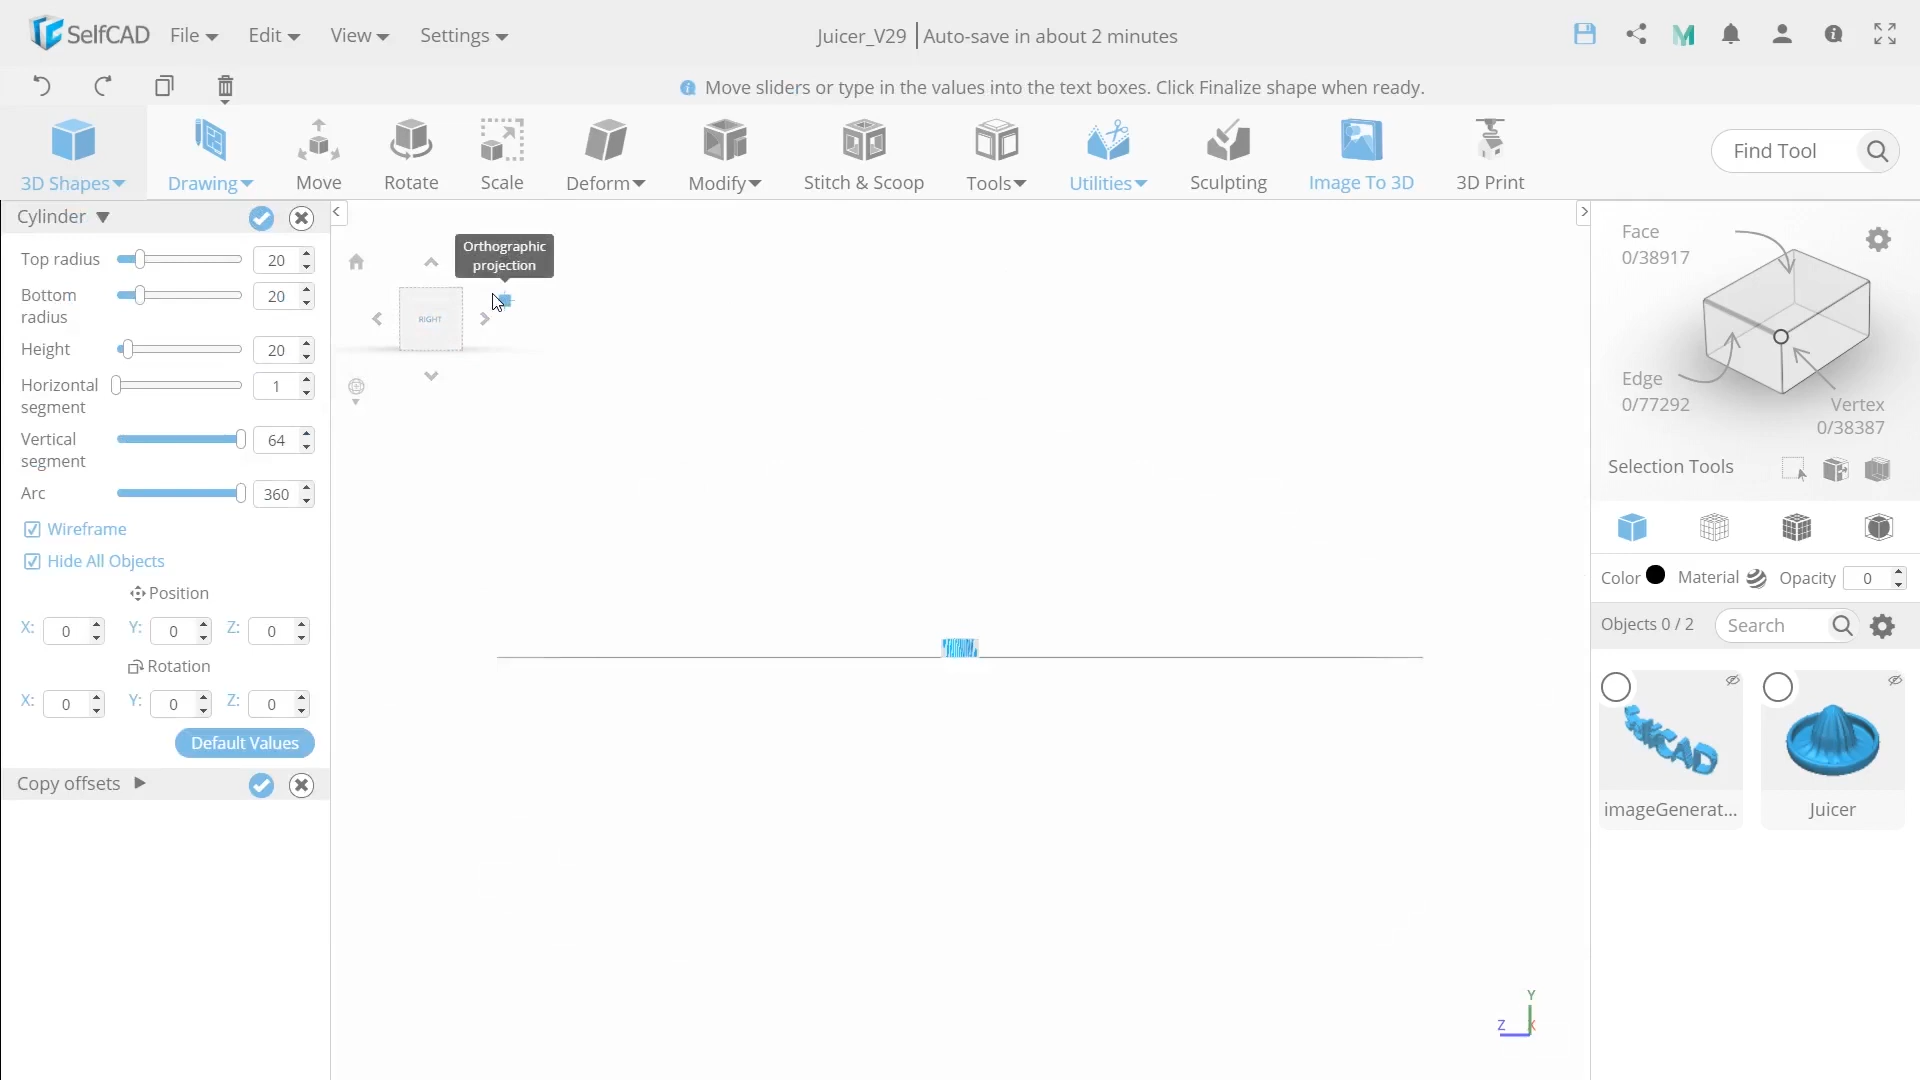 SelfCAD File Edit View Settings Juicer_V29 Auto-save in about 2 minutes
Move sliders or type in the values into the text boxes. Click Finalize shape when ready.
3D Shapes Drawing Move Rotate Scale Deform Modify Stitch & Scoop Tools Utilities Sculpting Image To 3D 3D Print Find Tool
Cylinder
Top radius 20
Bottom radius 20
Height 20
Horizontal segment 1
Vertical segment 64
Arc 360
Wireframe
Hide All Objects
Position
X: 0 Y: 0 Z: 0
Rotation
X: 0 Y: 0 Z: 0
Default Values
Copy offsets
Orthographic
projection
RIGHT
Y
Z X
Face
0/38917
Edge
0/77292
Vertex
0/38387
Selection Tools
Color Material Opacity 0
Objects 0 / 2 Search
SelfCAD
imageGenerat... Juicer